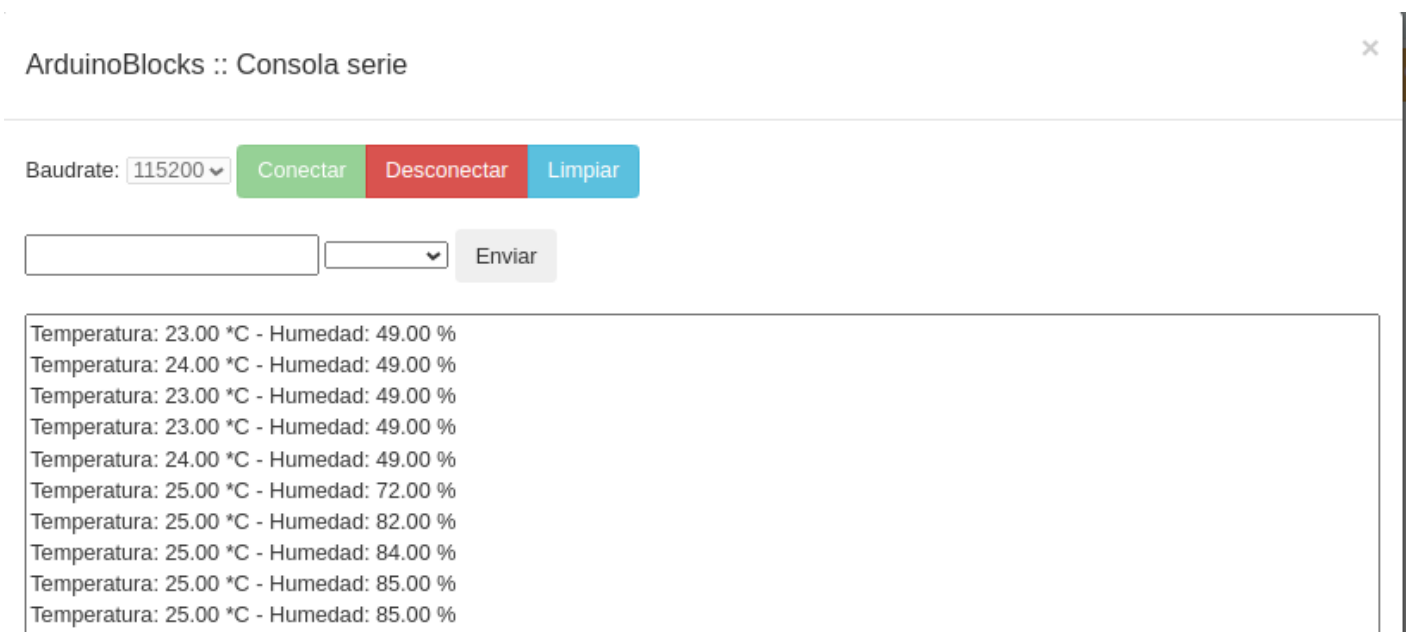 ArduinoBlocks :: Consola serie
×
Baudrate: 115200 Conectar Desconectar Limpiar
Enviar
Temperatura: 23.00 *C - Humedad: 49.00 %
Temperatura: 24.00 *C - Humedad: 49.00 %
Temperatura: 23.00 *C - Humedad: 49.00 %
Temperatura: 23.00 *C - Humedad: 49.00 %
Temperatura: 24.00 *C - Humedad: 49.00 %
Temperatura: 25.00 *C - Humedad: 72.00 %
Temperatura: 25.00 *C - Humedad: 82.00 %
Temperatura: 25.00 *C - Humedad: 84.00 %
Temperatura: 25.00 *C - Humedad: 85.00 %
Temperatura: 25.00 *C - Humedad: 85.00 %